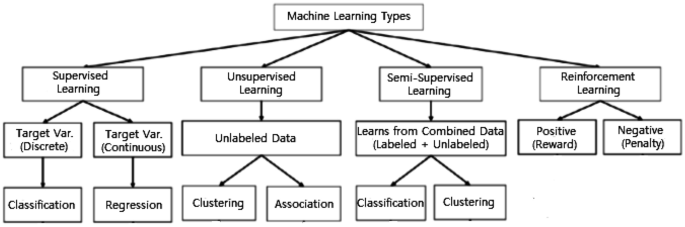 Machine Learning Types
Supervised
Learning
Unsupervised
Learning
Semi-Supervised
Learning
Reinforcement
Learning
Target Var.
(Discrete)
Target Var.
(Continuous)
Unlabeled Data
Learns from Combined Data
(Labeled + Unlabeled)
Positive
(Reward)
Negative
(Penalty)
Classification
Regression
Clustering
Association
Classification
Clustering